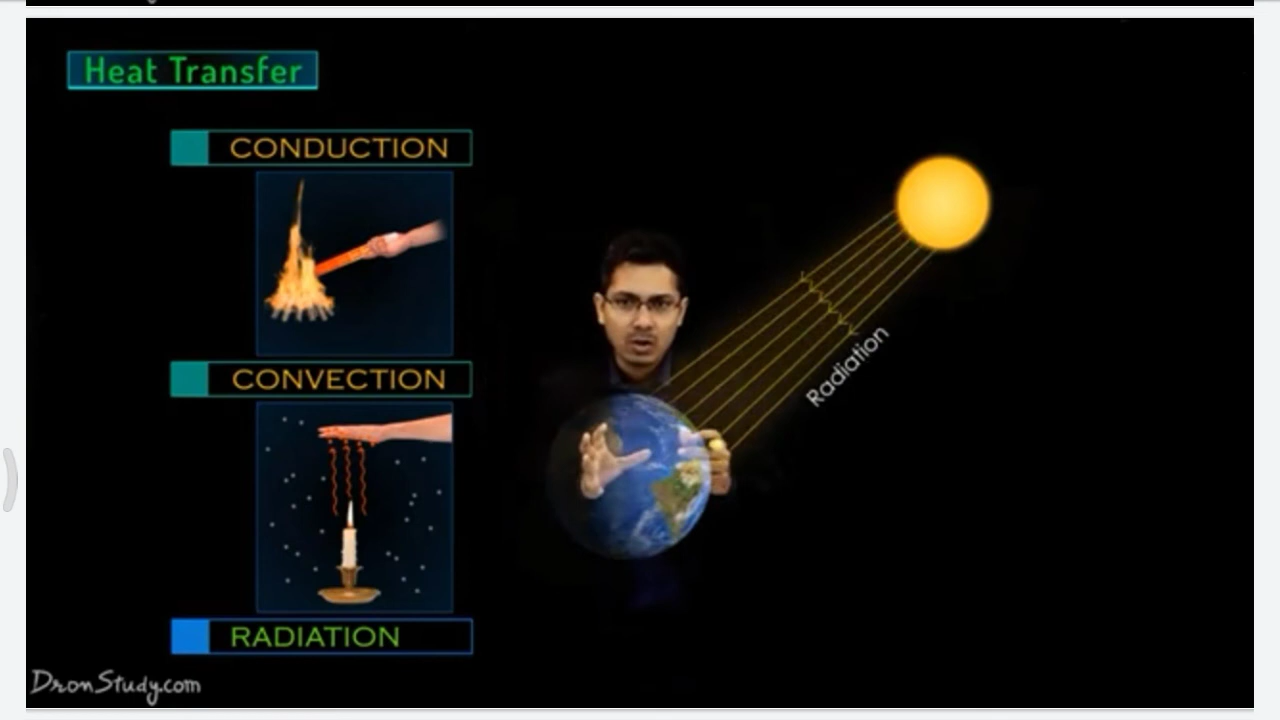 Heat Transfer
CONDUCTION
CONVECTION
Radiation
RADIATION
DronStudy.com